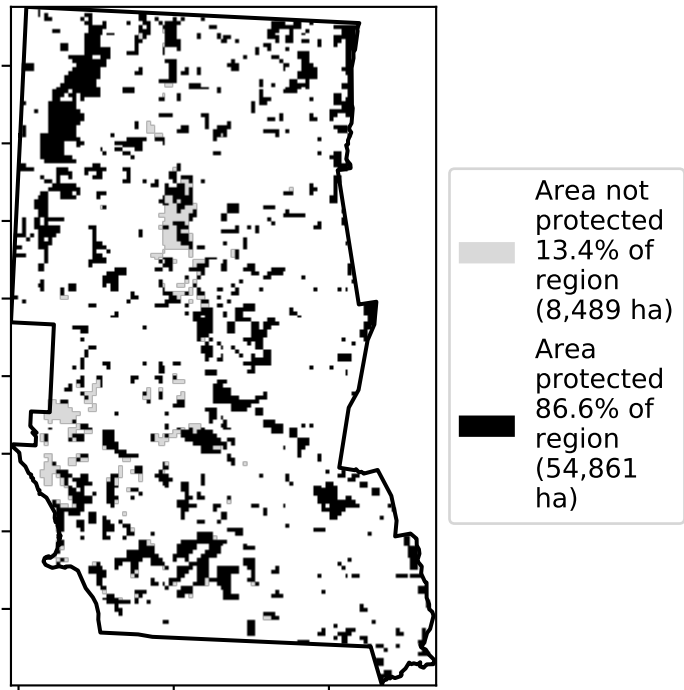 Area not
protected
13.4% of
region
(8,489 ha)
Area
protected
86.6% of
region
(54,861
ha)